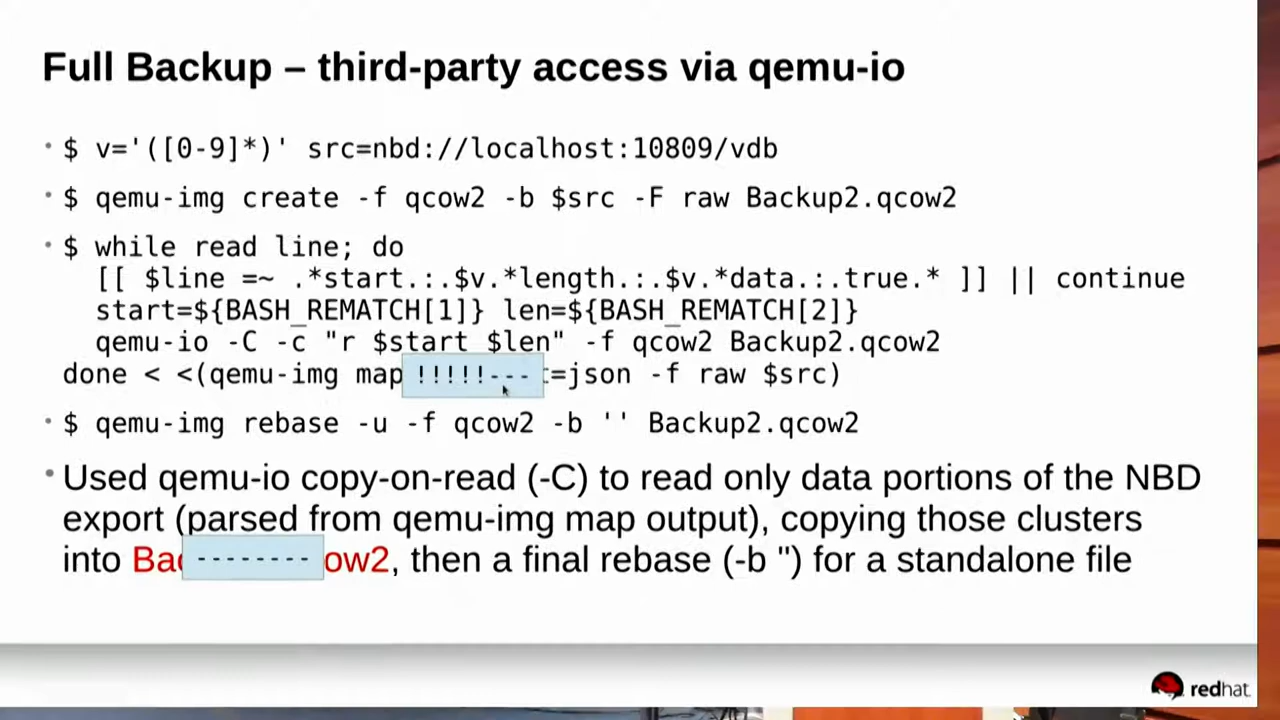 Full Backup – third-party access via qemu-io
• $ v='([0-9]*)' src=nbd://localhost:10809/vdb
• $ qemu-img create -f qcow2 -b $src -F raw Backup2.qcow2
• $ while read line; do
[[ $line =~ .*start.:.$v.*length.:.$v.*data.:.true.* ]] || continue
start=${BASH_REMATCH[1]} len=${BASH_REMATCH[2]}
qemu-io -C -c "r $start $len" -f qcow2 Backup2.qcow2
done < <(qemu-img map !!!!!--- =json -f raw $src)
• $ qemu-img rebase -u -f qcow2 -b '' Backup2.qcow2
• Used qemu-io copy-on-read (-C) to read only data portions of the NBD
export (parsed from qemu-img map output), copying those clusters
into Bac -------- ow2, then a final rebase (-b '') for a standalone file
redhat